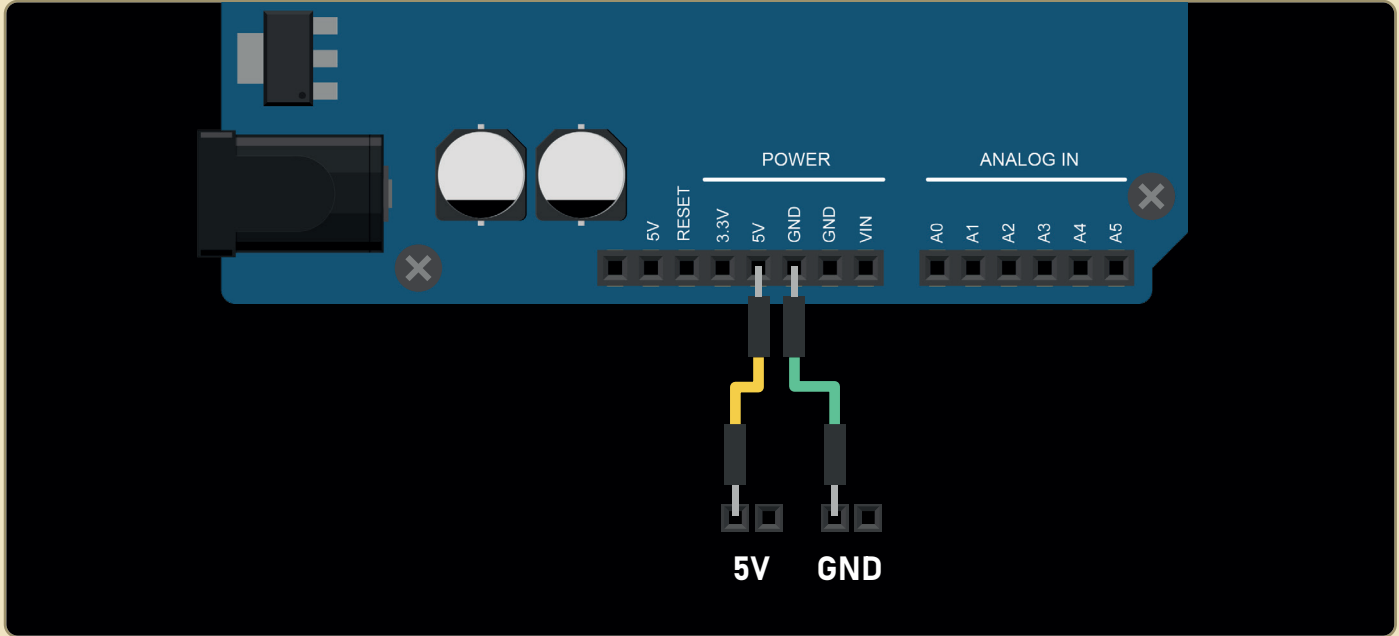 POWER
ANALOG IN
5V
RESET
3.3V
5V
GND
GND
VIN
A0
A1
A2
A3
A4
A5
5V
GND